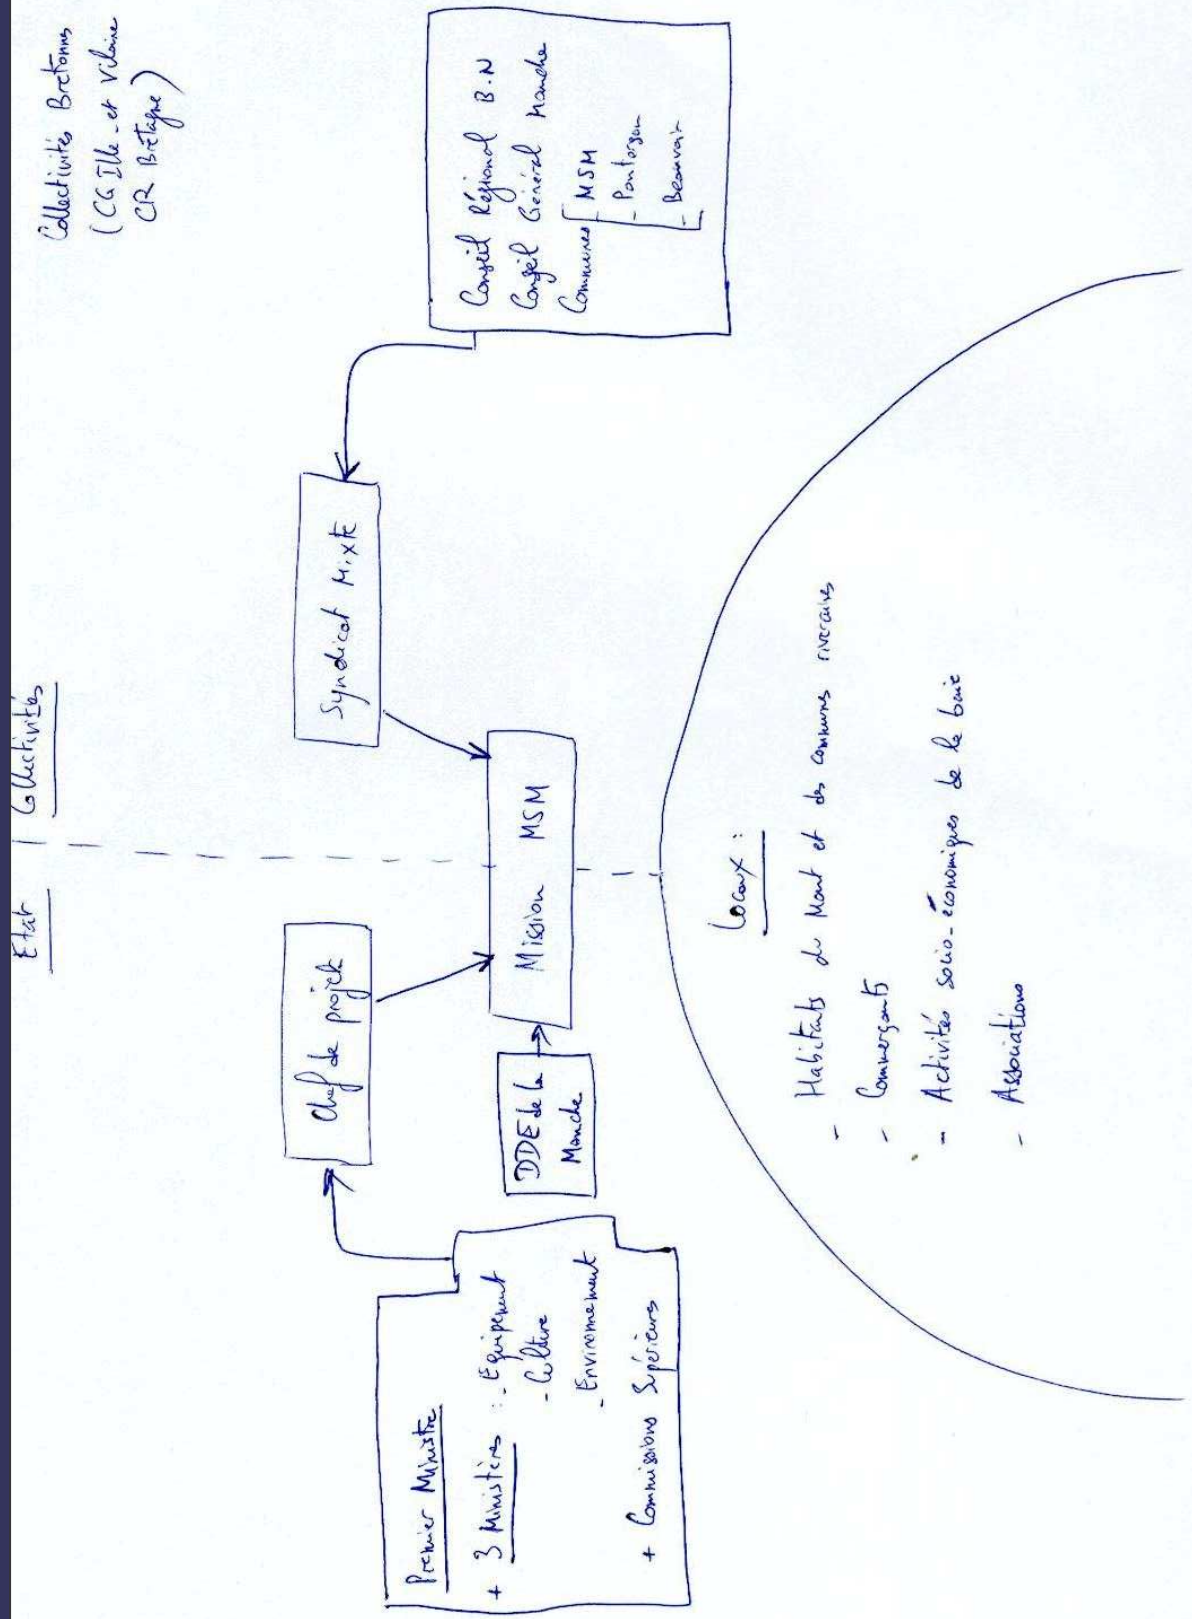 Etat
Collectivités
Collectivités Bretonnes
(CG Ille-et Vilaine
CR Bretagne)
Chef de projet
Syndicat Mixte
Premier Ministre
+ 3 Ministères : - Equipement
- Culture
- Environnement
+ Commissions Supérieurs
DDE de la
Manche
Mission MSM
Conseil Régional B.N
Conseil Général Manche
Communes - MSM
- Pontorson
- Beauvoir
Locaux :
- Habitants du Mont et des communes riveraines
- Commerçants
- Activités socio-économiques de la baie
- Associations